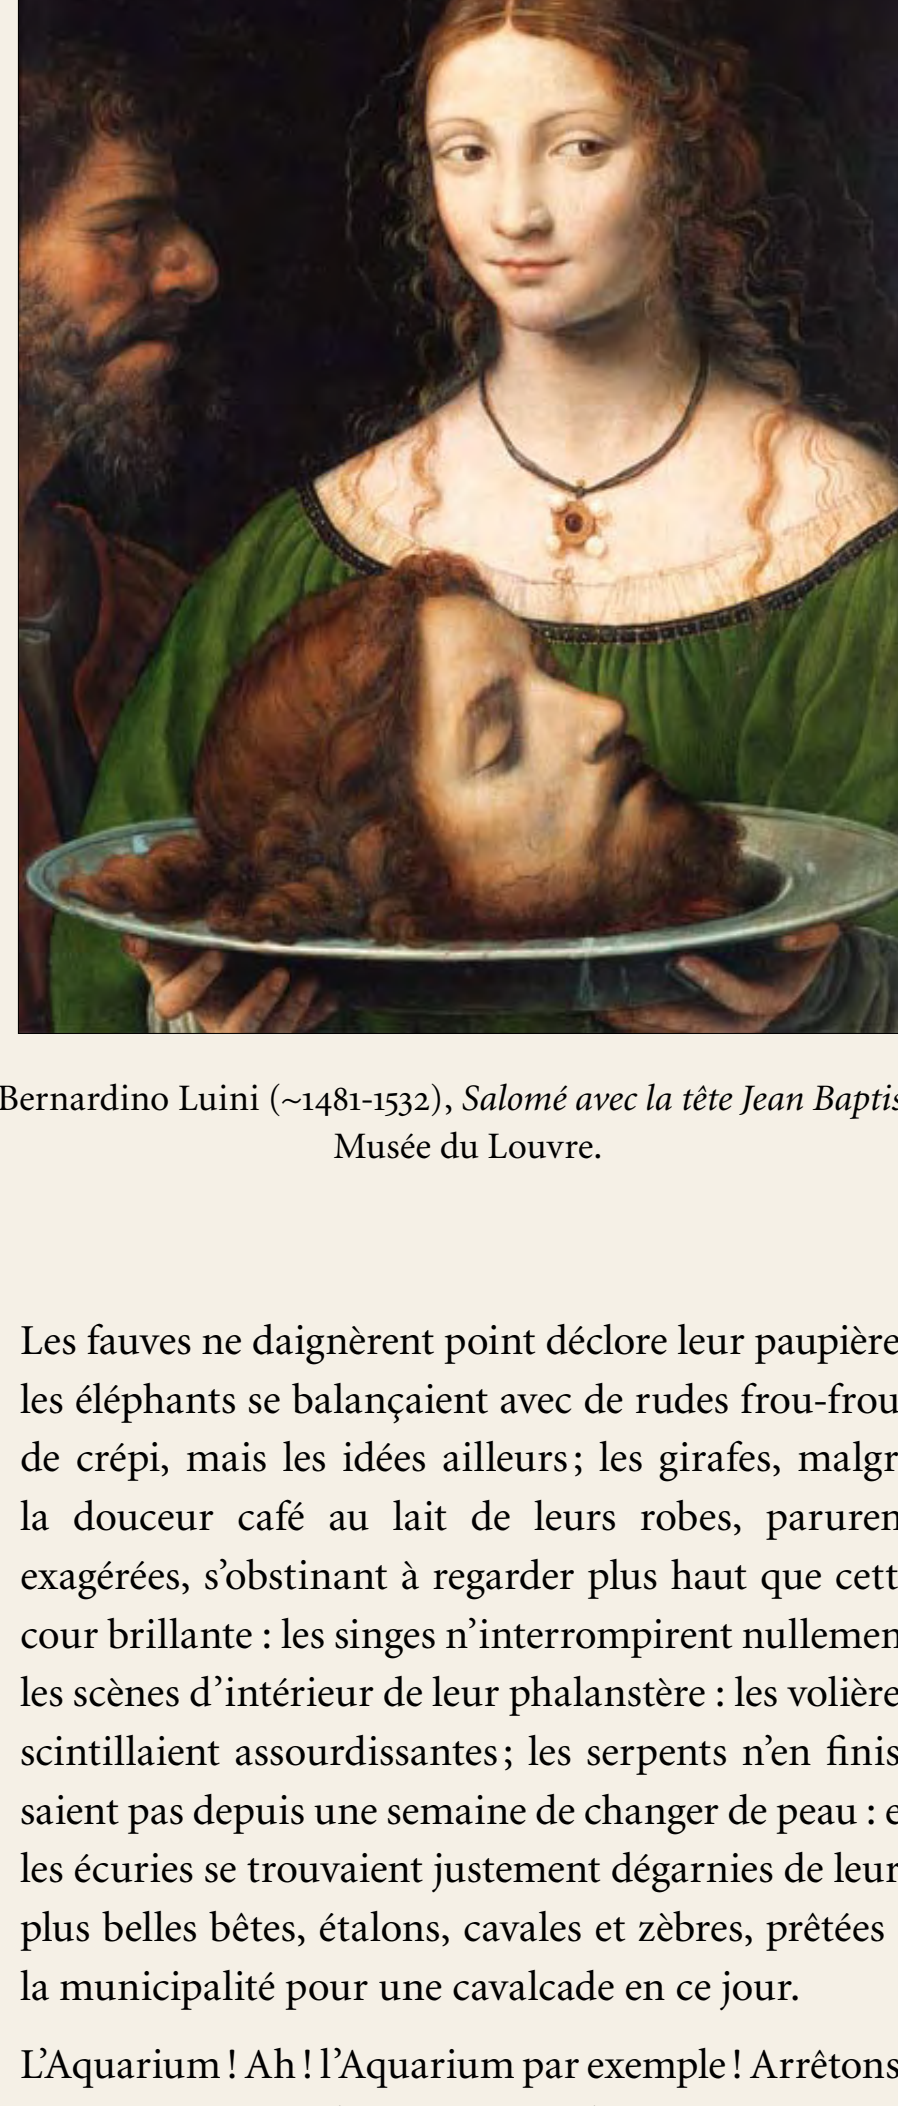 Bernardino Luini (~1481-1532), Salomé avec la tête Jean Baptis
Musée du Louvre.
Les fauves ne daignèrent point déclore leur paupière
les éléphants se balançaient avec de rudes frou-frou
de crépi, mais les idées ailleurs ; les girafes, malgr
la douceur café au lait de leurs robes, paruren
exagérées, s’obstinant à regarder plus haut que cett
cour brillante : les singes n’interrompirent nullemen
les scènes d’intérieur de leur phalanstère : les volière
scintillaient assourdissantes ; les serpents n’en finis
saient pas depuis une semaine de changer de peau : e
les écuries se trouvaient justement dégarnies de leur
plus belles bêtes, étalons, cavales et zèbres, prêtées
la municipalité pour une cavalcade en ce jour.
L’Aquarium ! Ah ! l’Aquarium par exemple ! Arrêtons